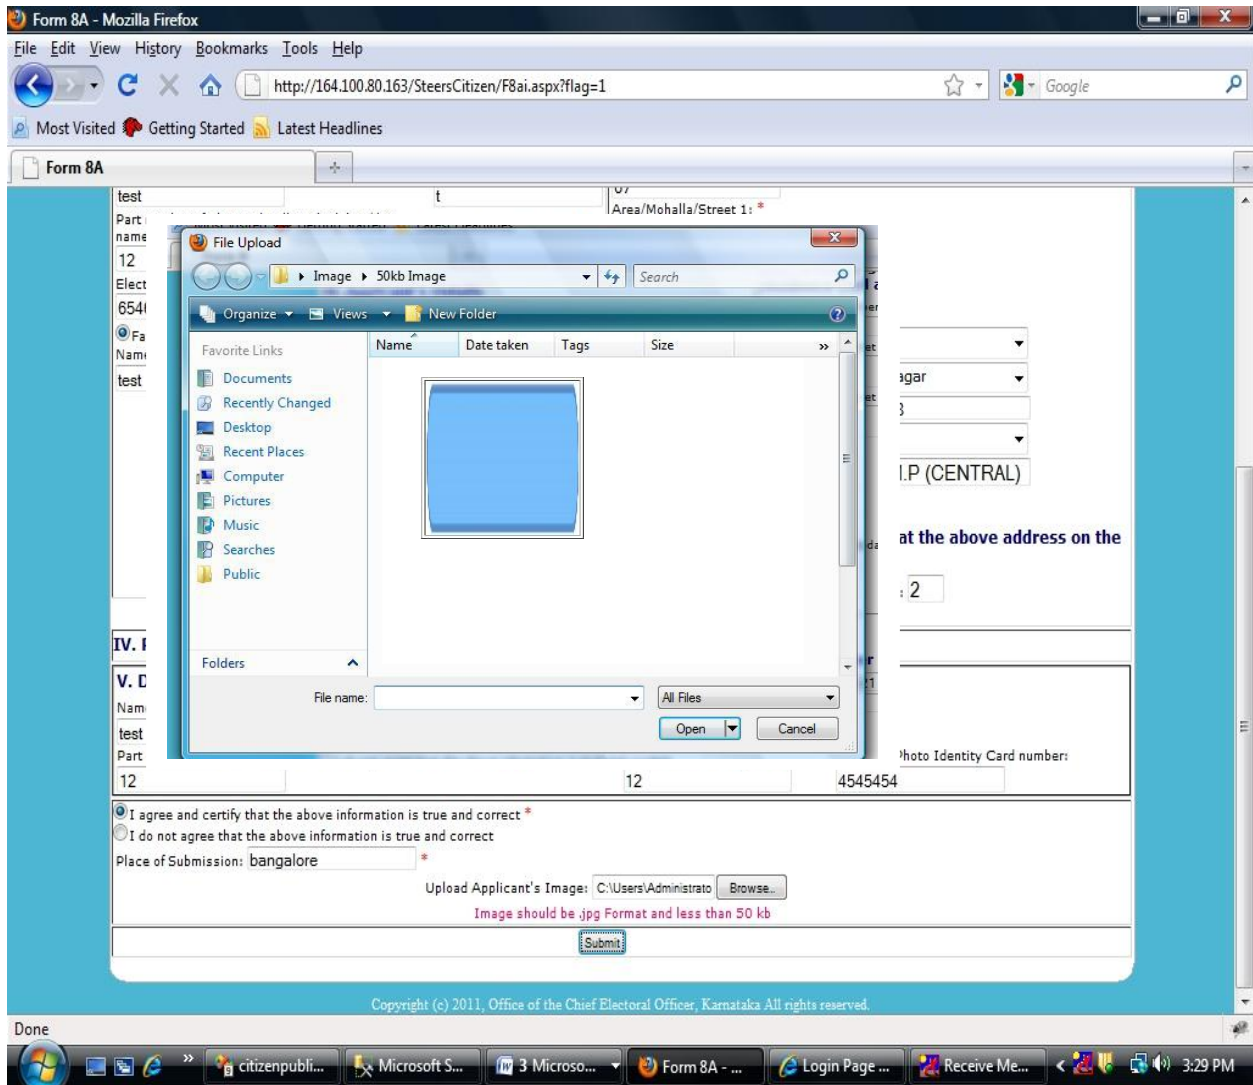 Form 8A - Mozilla Firefox
File Edit View History Bookmarks Tools Help
http://164.100.80.163/SteersCitizen/F8ai.aspx?flag=1
Google
Most Visited Getting Started Latest Headlines
Form 8A
test t 07
Area/Mohalla/Street 1: *
Part
name
12
Elect
654
Fa
Name
test
File Upload
Image 50kb Image
Search
Organize Views New Folder
Favorite Links
Documents
Recently Changed
Desktop
Recent Places
Computer
Pictures
Music
Searches
Public
Folders
Name Date taken Tags Size »
File name:
All Files
Open Cancel
agar
I.P (CENTRAL)
at the above address on the
: 2
IV.
V. D
Nam
test
Part Photo Identity Card number:
12 12 4545454
I agree and certify that the above information is true and correct *
I do not agree that the above information is true and correct
Place of Submission: bangalore *
Upload Applicant's Image: C:\Users\Administrato Browse..
Image should be .jpg Format and less than 50 kb
Submit
Copyright (c) 2011, Office of the Chief Electoral Officer, Karnataka All rights reserved.
Done
» citizenpubli... Microsoft S... 3 Microso... Form 8A - ... Login Page ... Receive Me... < 3:29 PM